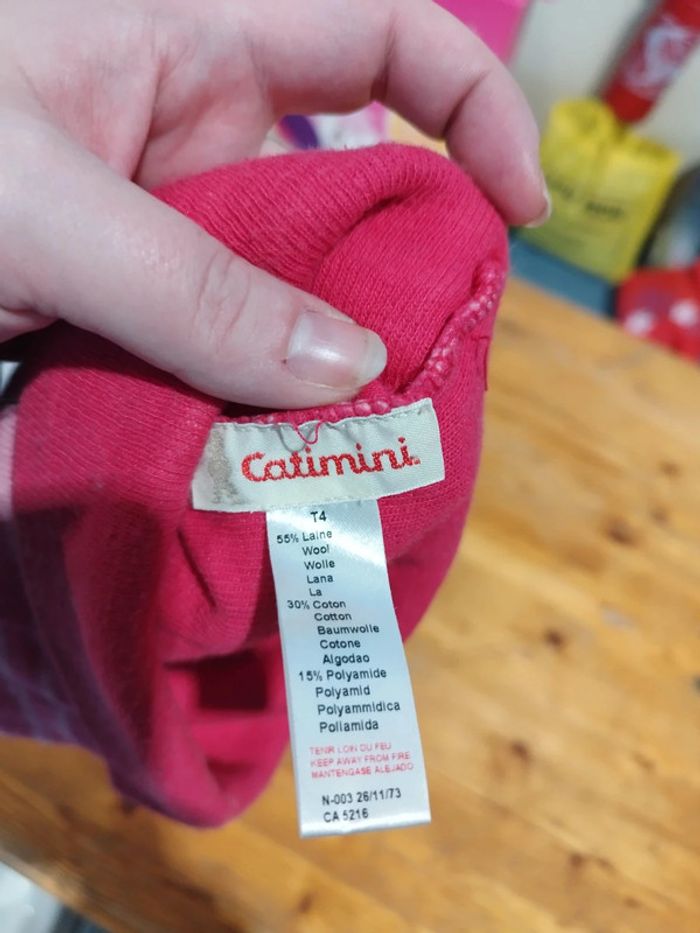 Catimini
T4
55% Laine
Wool
Wolle
Lana
La
30% Coton
Cotton
Baumwolle
Cotone
Algodao
15% Polyamide
Polyamid
Polyammidica
Poliamida
TENIR LOIN DU FEU
KEEP AWAY FROM FIRE
MANTENGASE ALEJADO
N-003 26/11/73
CA 5216